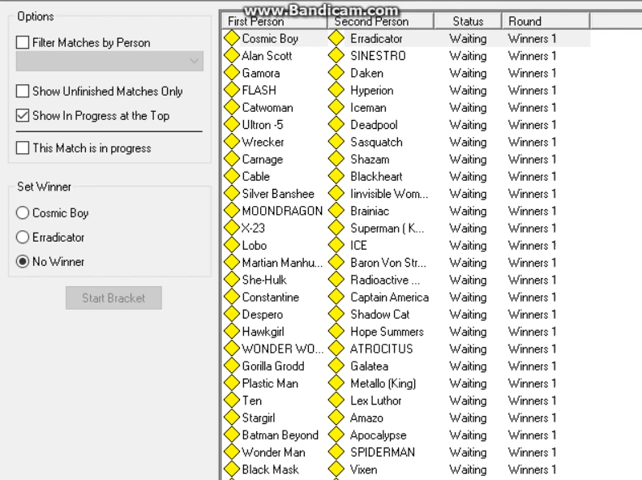 www.Bandicam.com
Options
Filter Matches by Person
Show Unfinished Matches Only
Show In Progress at the Top
This Match is in progress
Set Winner
Cosmic Boy
Erradicator
No Winner
Start Bracket
First Person Second Person Status Round
Cosmic Boy Erradicator Waiting Winners 1
Alan Scott SINESTRO Waiting Winners 1
Gamora Daken Waiting Winners 1
FLASH Hyperion Waiting Winners 1
Catwoman Iceman Waiting Winners 1
Ultron -5 Deadpool Waiting Winners 1
Wrecker Sasquatch Waiting Winners 1
Carnage Shazam Waiting Winners 1
Cable Blackheart Waiting Winners 1
Silver Banshee Iinvisible Wom... Waiting Winners 1
MOONDRAGON Brainiac Waiting Winners 1
X-23 Superman ( K... Waiting Winners 1
Lobo ICE Waiting Winners 1
Martian Manhu... Baron Von Str... Waiting Winners 1
She-Hulk Radioactive ... Waiting Winners 1
Constantine Captain America Waiting Winners 1
Despero Shadow Cat Waiting Winners 1
Hawkgirl Hope Summers Waiting Winners 1
WONDER WO... ATROCITUS Waiting Winners 1
Gorilla Grodd Galatea Waiting Winners 1
Plastic Man Metallo (King) Waiting Winners 1
Ten Lex Luthor Waiting Winners 1
Stargirl Amazo Waiting Winners 1
Batman Beyond Apocalypse Waiting Winners 1
Wonder Man SPIDERMAN Waiting Winners 1
Black Mask Vixen Waiting Winners 1